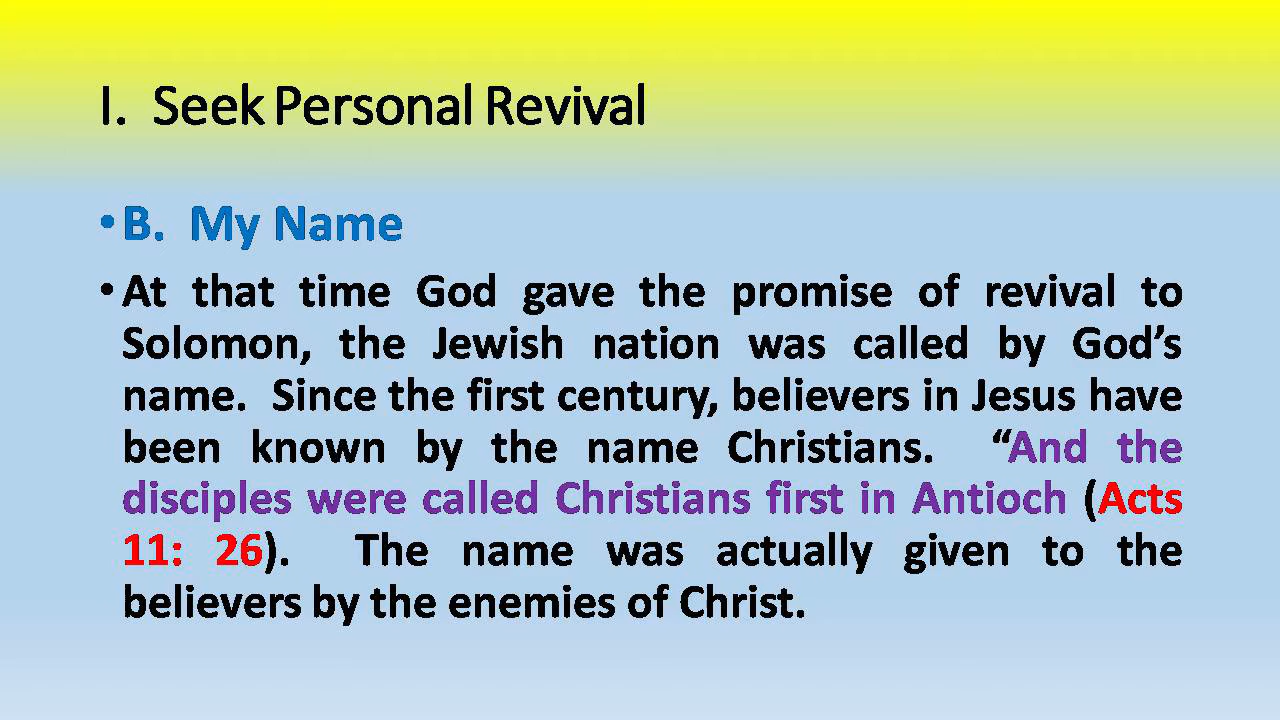 I. Seek Personal Revival
•B. My Name
•At that time God gave the promise of revival to
Solomon, the Jewish nation was called by God’s
name. Since the first century, believers in Jesus have
been known by the name Christians. “And the
disciples were called Christians first in Antioch (Acts
11: 26). The name was actually given to the
believers by the enemies of Christ.